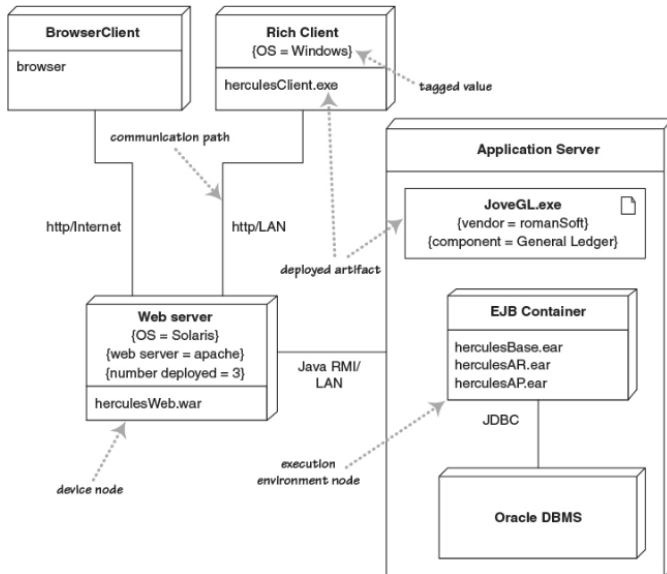 BrowserClient
browser
Rich Client
{OS = Windows}
herculesClient.exe
tagged value
communication path
http/Internet
http/LAN
deployed artifact
Application Server
JoveGL.exe
{vendor = romanSoft}
{component = General Ledger}
Web server
{OS = Solaris}
{web server = apache}
{number deployed = 3}
herculesWeb.war
Java RMI/
LAN
EJB Container
herculesBase.ear
herculesAR.ear
herculesAP.ear
JDBC
device node
execution
environment node
Oracle DBMS